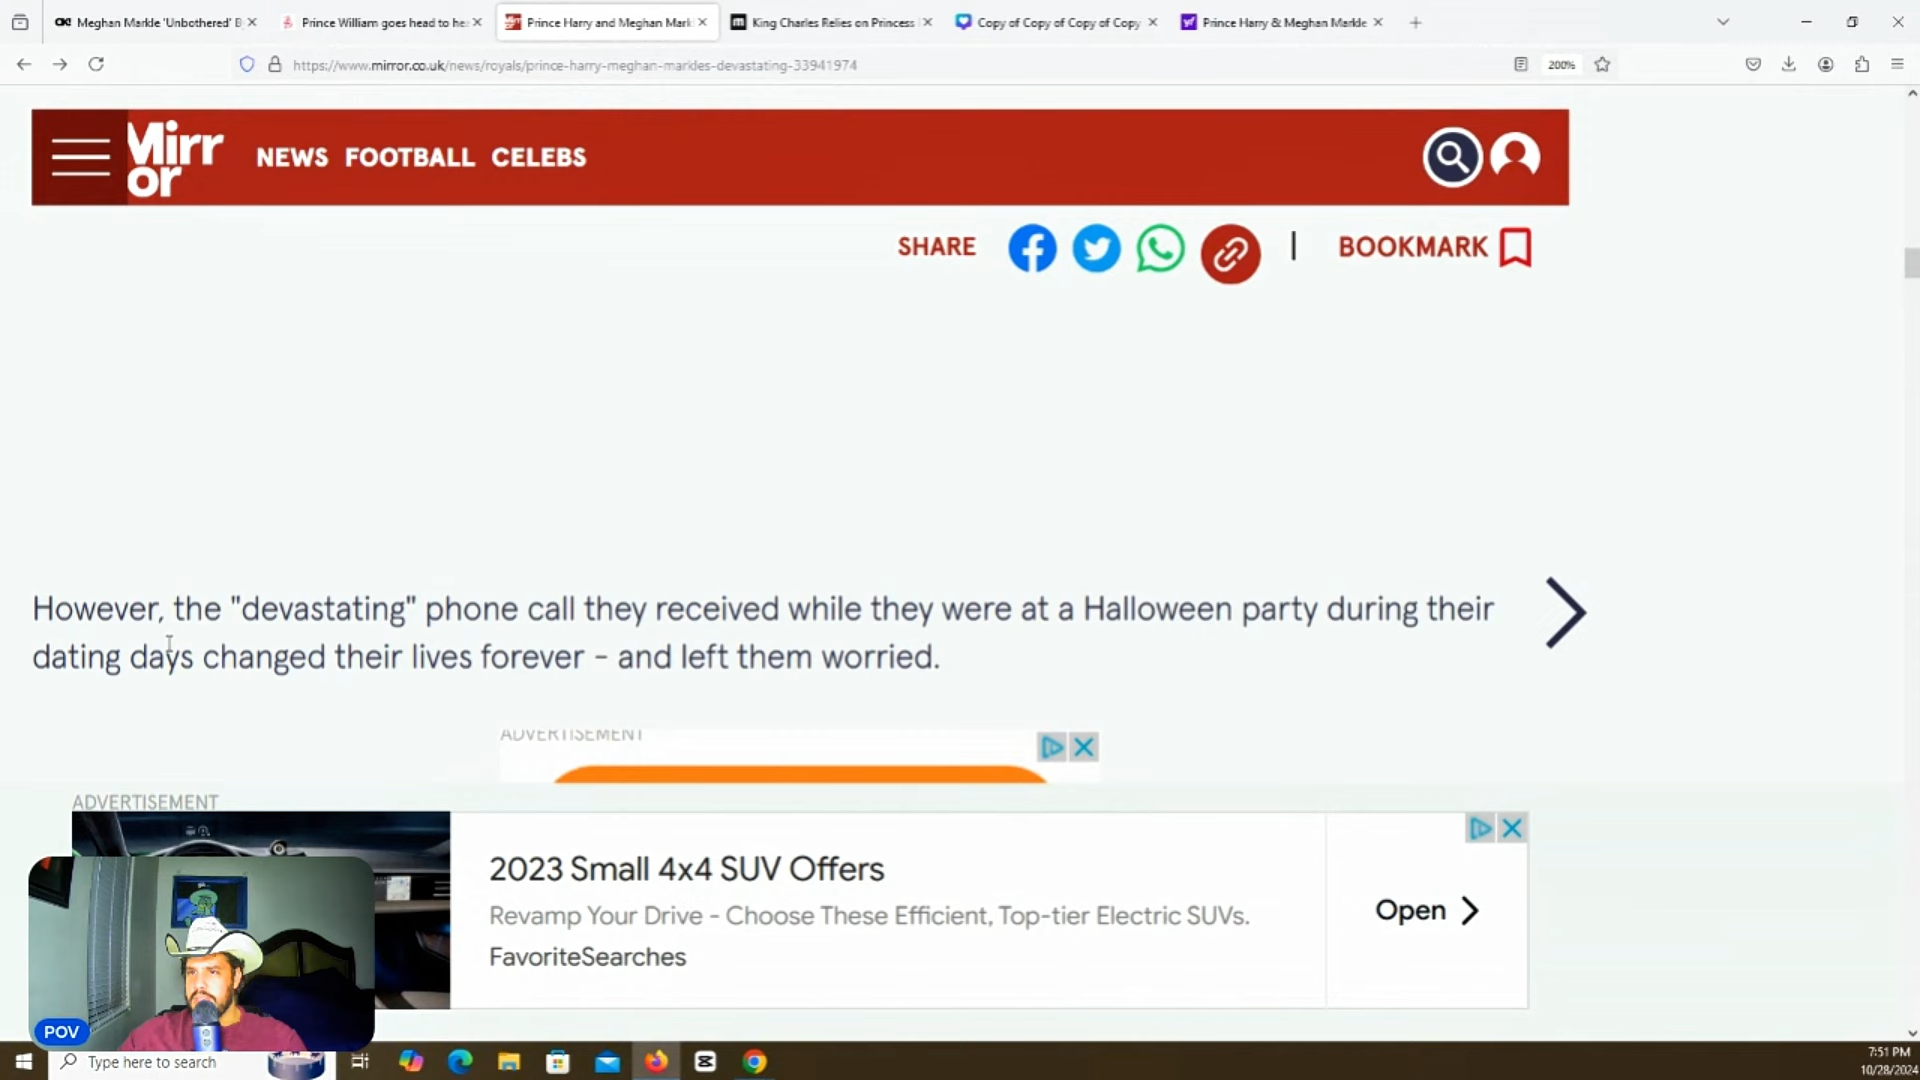 Meghan Markle 'Unbothered' B
Prince William goes head to he
Prince Harry and Meghan Mark
King Charles Relies on Princess
Copy of Copy of Copy of Copy
Prince Harry & Meghan Markle
https://www.mirror.co.uk/news/royals/prince-harry-meghan-markles-devastating-33941974
200%
Mirr
or
NEWS FOOTBALL CELEBS
SHARE
BOOKMARK
However, the "devastating" phone call they received while they were at a Halloween party during their
dating days changed their lives forever - and left them worried.
ADVERTISEMENT
ADVERTISEMENT
2023 Small 4x4 SUV Offers
Revamp Your Drive - Choose These Efficient, Top-tier Electric SUVs.
FavoriteSearches
Open
POV
Type here to search
7:51 PM
10/28/2024